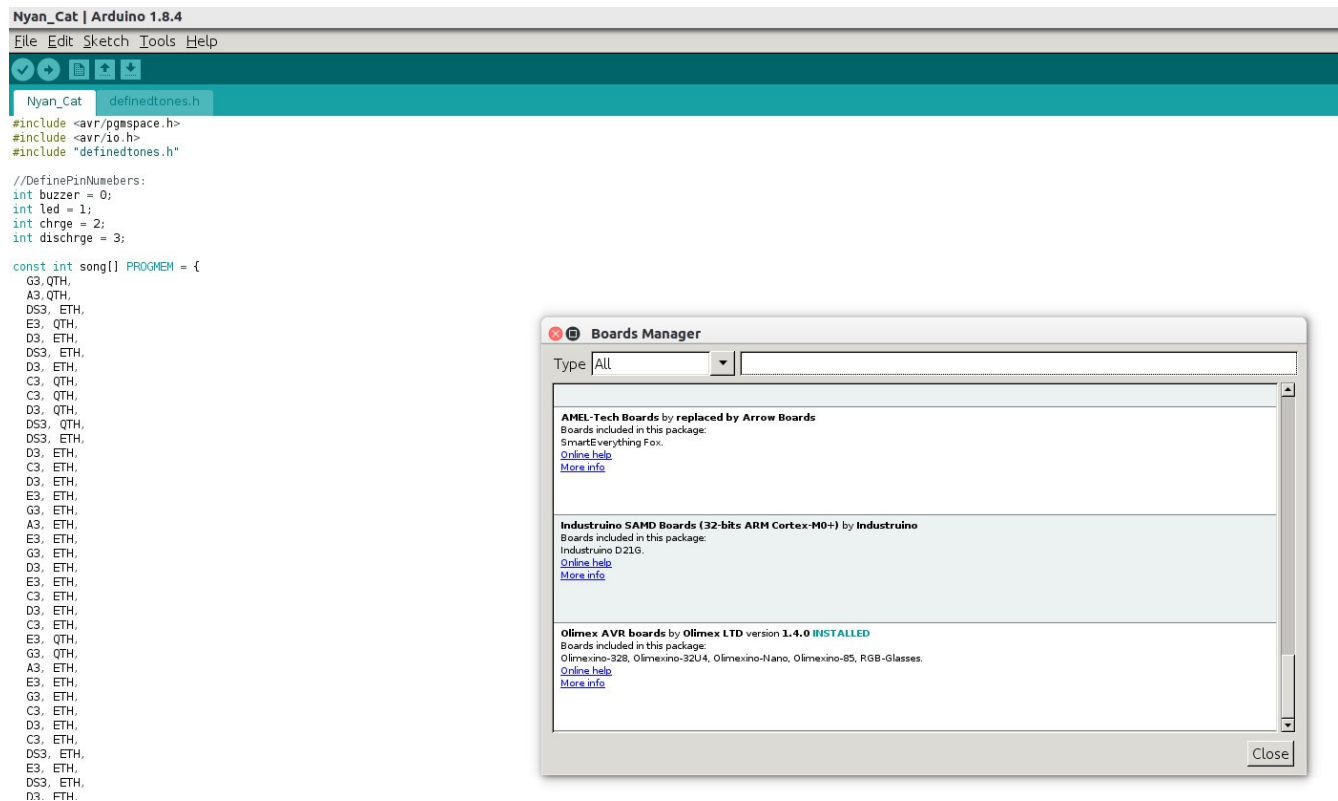 Nyan_Cat | Arduino 1.8.4
File Edit Sketch Tools Help
Nyan_Cat definedtones.h
#include <avr/pgmspace.h>
#include <avr/io.h>
#include "definedtones.h"
//DefinePinNumebers:
int buzzer = 0;
int led = 1;
int chrge = 2;
int dischrge = 3;
const int song[] PROGMEM = {
G3,QTH,
A3,QTH,
DS3, ETH,
E3, QTH,
D3, ETH,
DS3, ETH,
D3, ETH,
C3, QTH,
C3, QTH,
D3, QTH,
DS3, QTH,
DS3, ETH,
D3, ETH,
C3, ETH,
D3, ETH,
E3, ETH,
G3, ETH,
A3, ETH,
E3, ETH,
G3, ETH,
D3, ETH,
E3, ETH,
C3, ETH,
D3, ETH,
C3, ETH,
E3, QTH,
G3, QTH,
A3, ETH,
E3, ETH,
G3, ETH,
C3, ETH,
D3, ETH,
C3, ETH,
DS3, ETH,
E3, ETH,
DS3, ETH,
D3, ETH,
Boards Manager
Type All
AMEL-Tech Boards by replaced by Arrow Boards
Boards included in this package:
SmartEverything Fox.
Online help
More info
Industruino SAMD Boards (32-bits ARM Cortex-M0+) by Industruino
Boards included in this package:
Industruino D21G.
Online help
More info
Olimex AVR boards by Olimex LTD version 1.4.0 INSTALLED
Boards included in this package:
Olimexino-328, Olimexino-32U4, Olimexino-Nano, Olimexino-85, RGB-Glasses.
Online help
More info
Close